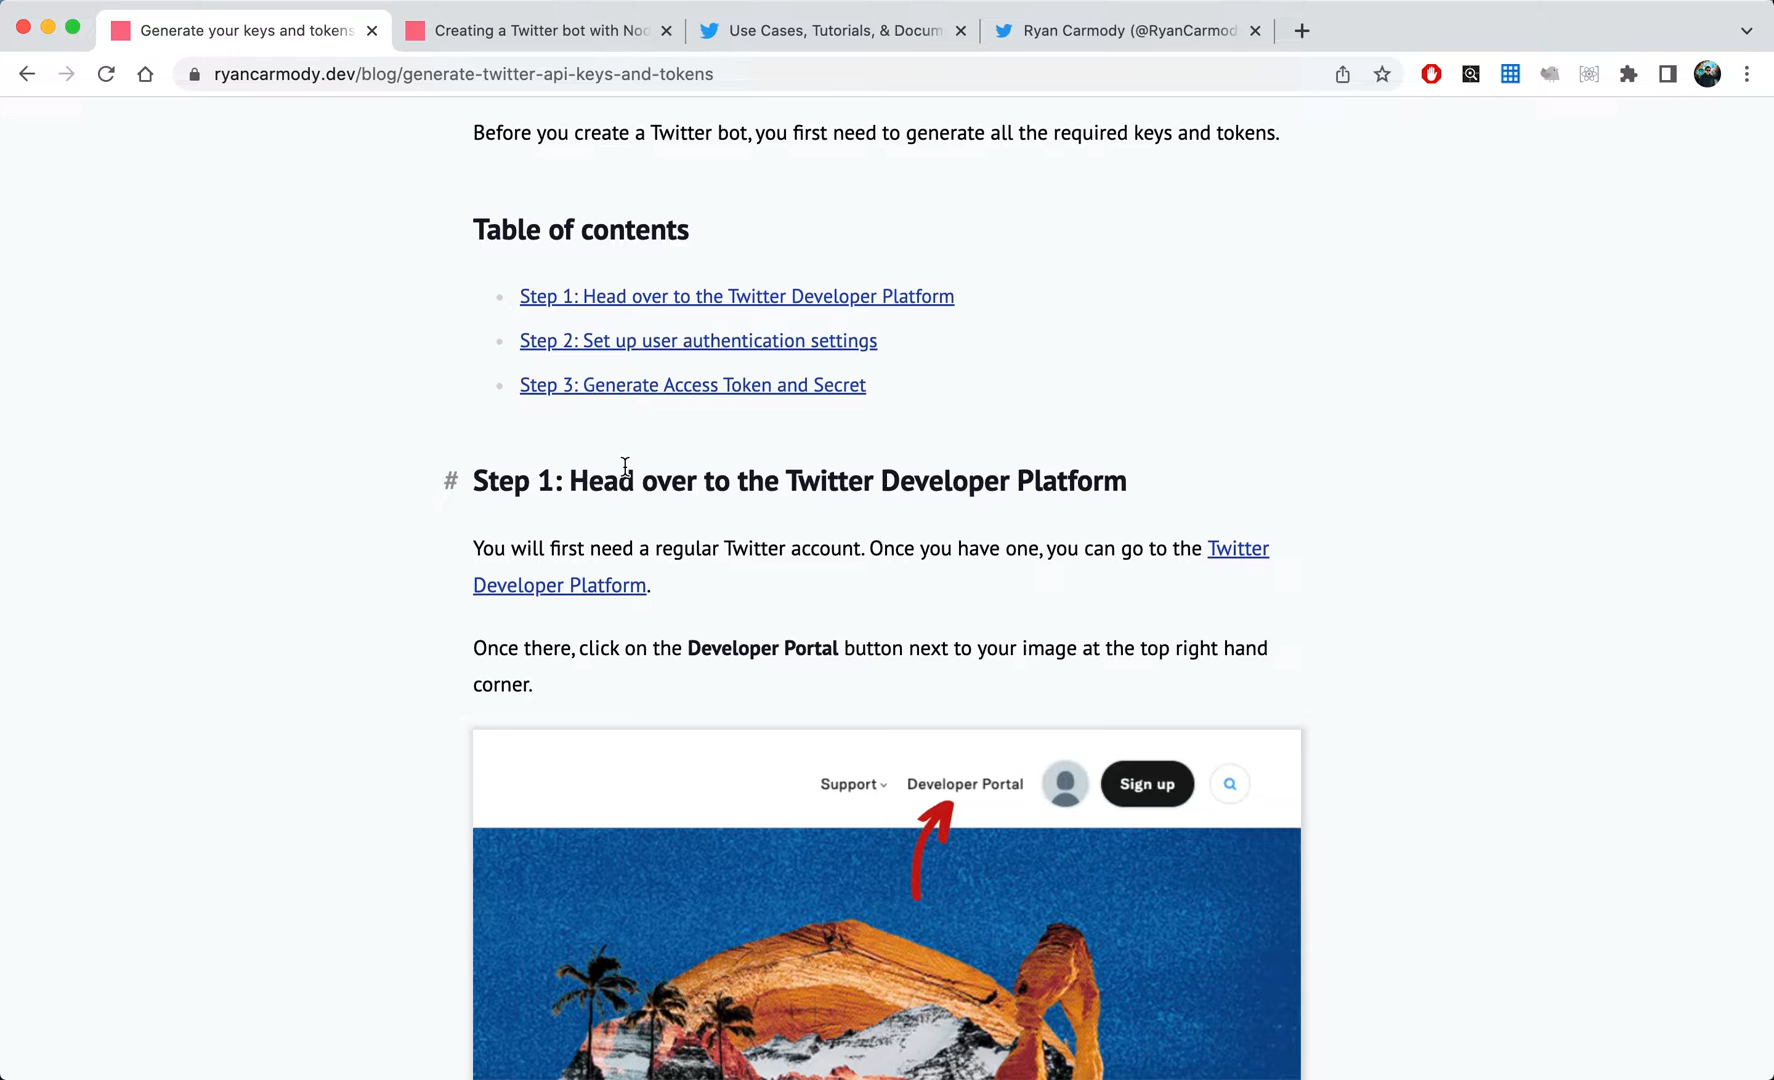 Generate your keys and tokens
Creating a Twitter bot with Nod
Use Cases, Tutorials, & Docum
Ryan Carmody (@RyanCarmod
ryancarmody.dev/blog/generate-twitter-api-keys-and-tokens
Before you create a Twitter bot, you first need to generate all the required keys and tokens.
Table of contents
Step 1: Head over to the Twitter Developer Platform
Step 2: Set up user authentication settings
Step 3: Generate Access Token and Secret
# Step 1: Head over to the Twitter Developer Platform
You will first need a regular Twitter account. Once you have one, you can go to the Twitter
Developer Platform.
Once there, click on the Developer Portal button next to your image at the top right hand
corner.
Support Developer Portal Sign up